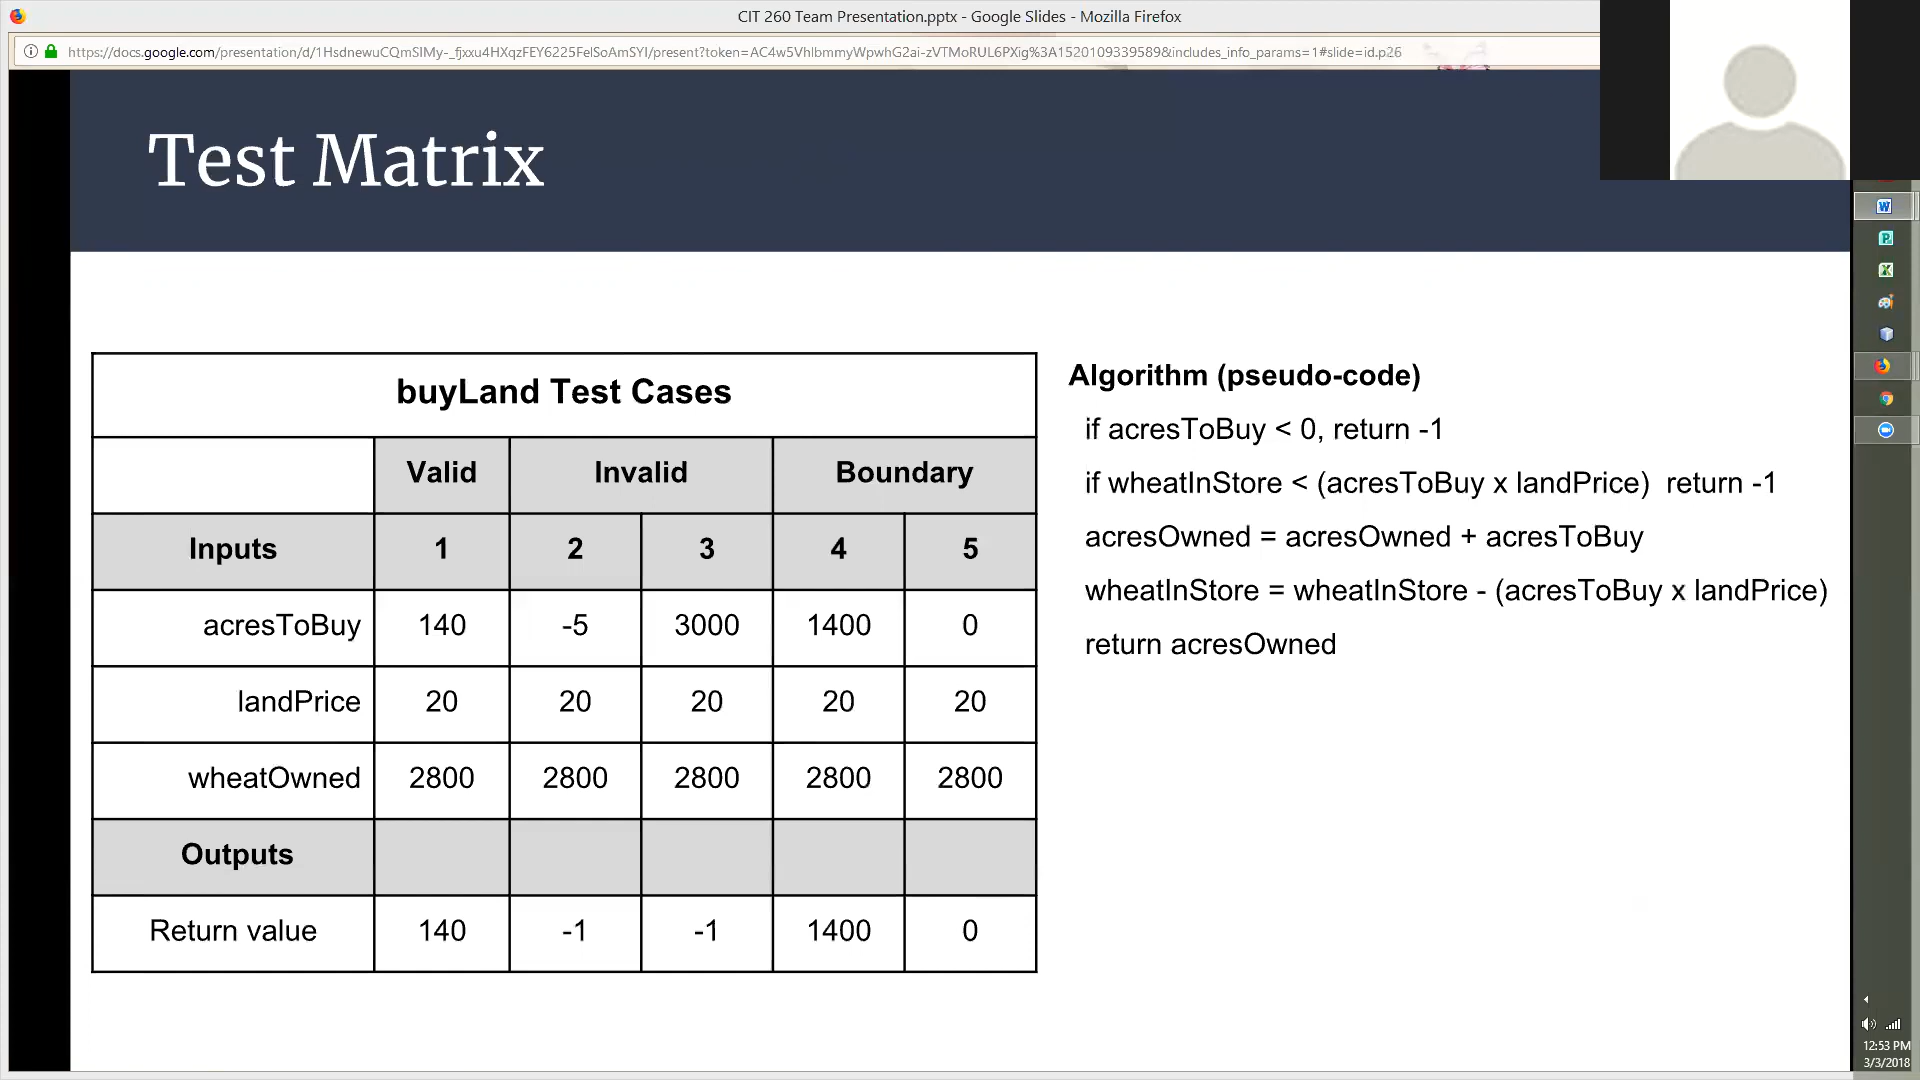 CIT 260 Team Presentation.pptx - Google Slides - Mozilla Firefox
https://docs.google.com/presentation/d/1HsdnewuCQmSIMy-_fjxxu4HXqzFEY6225FelSoAmSYI/present?token=AC4w5VhlbmmyWpwhG2ai-zVTMoRUL6PXig%3A1520109339589&includes_info_params=1#slide=id.p26
Test Matrix
buyLand Test Cases
Valid Invalid Boundary
Inputs 1 2 3 4 5
acresToBuy 140 -5 3000 1400 0
landPrice 20 20 20 20 20
wheatOwned 2800 2800 2800 2800 2800
Outputs
Return value 140 -1 -1 1400 0
Algorithm (pseudo-code)
if acresToBuy < 0, return -1
if wheatInStore < (acresToBuy x landPrice) return -1
acresOwned = acresOwned + acresToBuy
wheatInStore = wheatInStore - (acresToBuy x landPrice)
return acresOwned
12:53 PM
3/3/2018